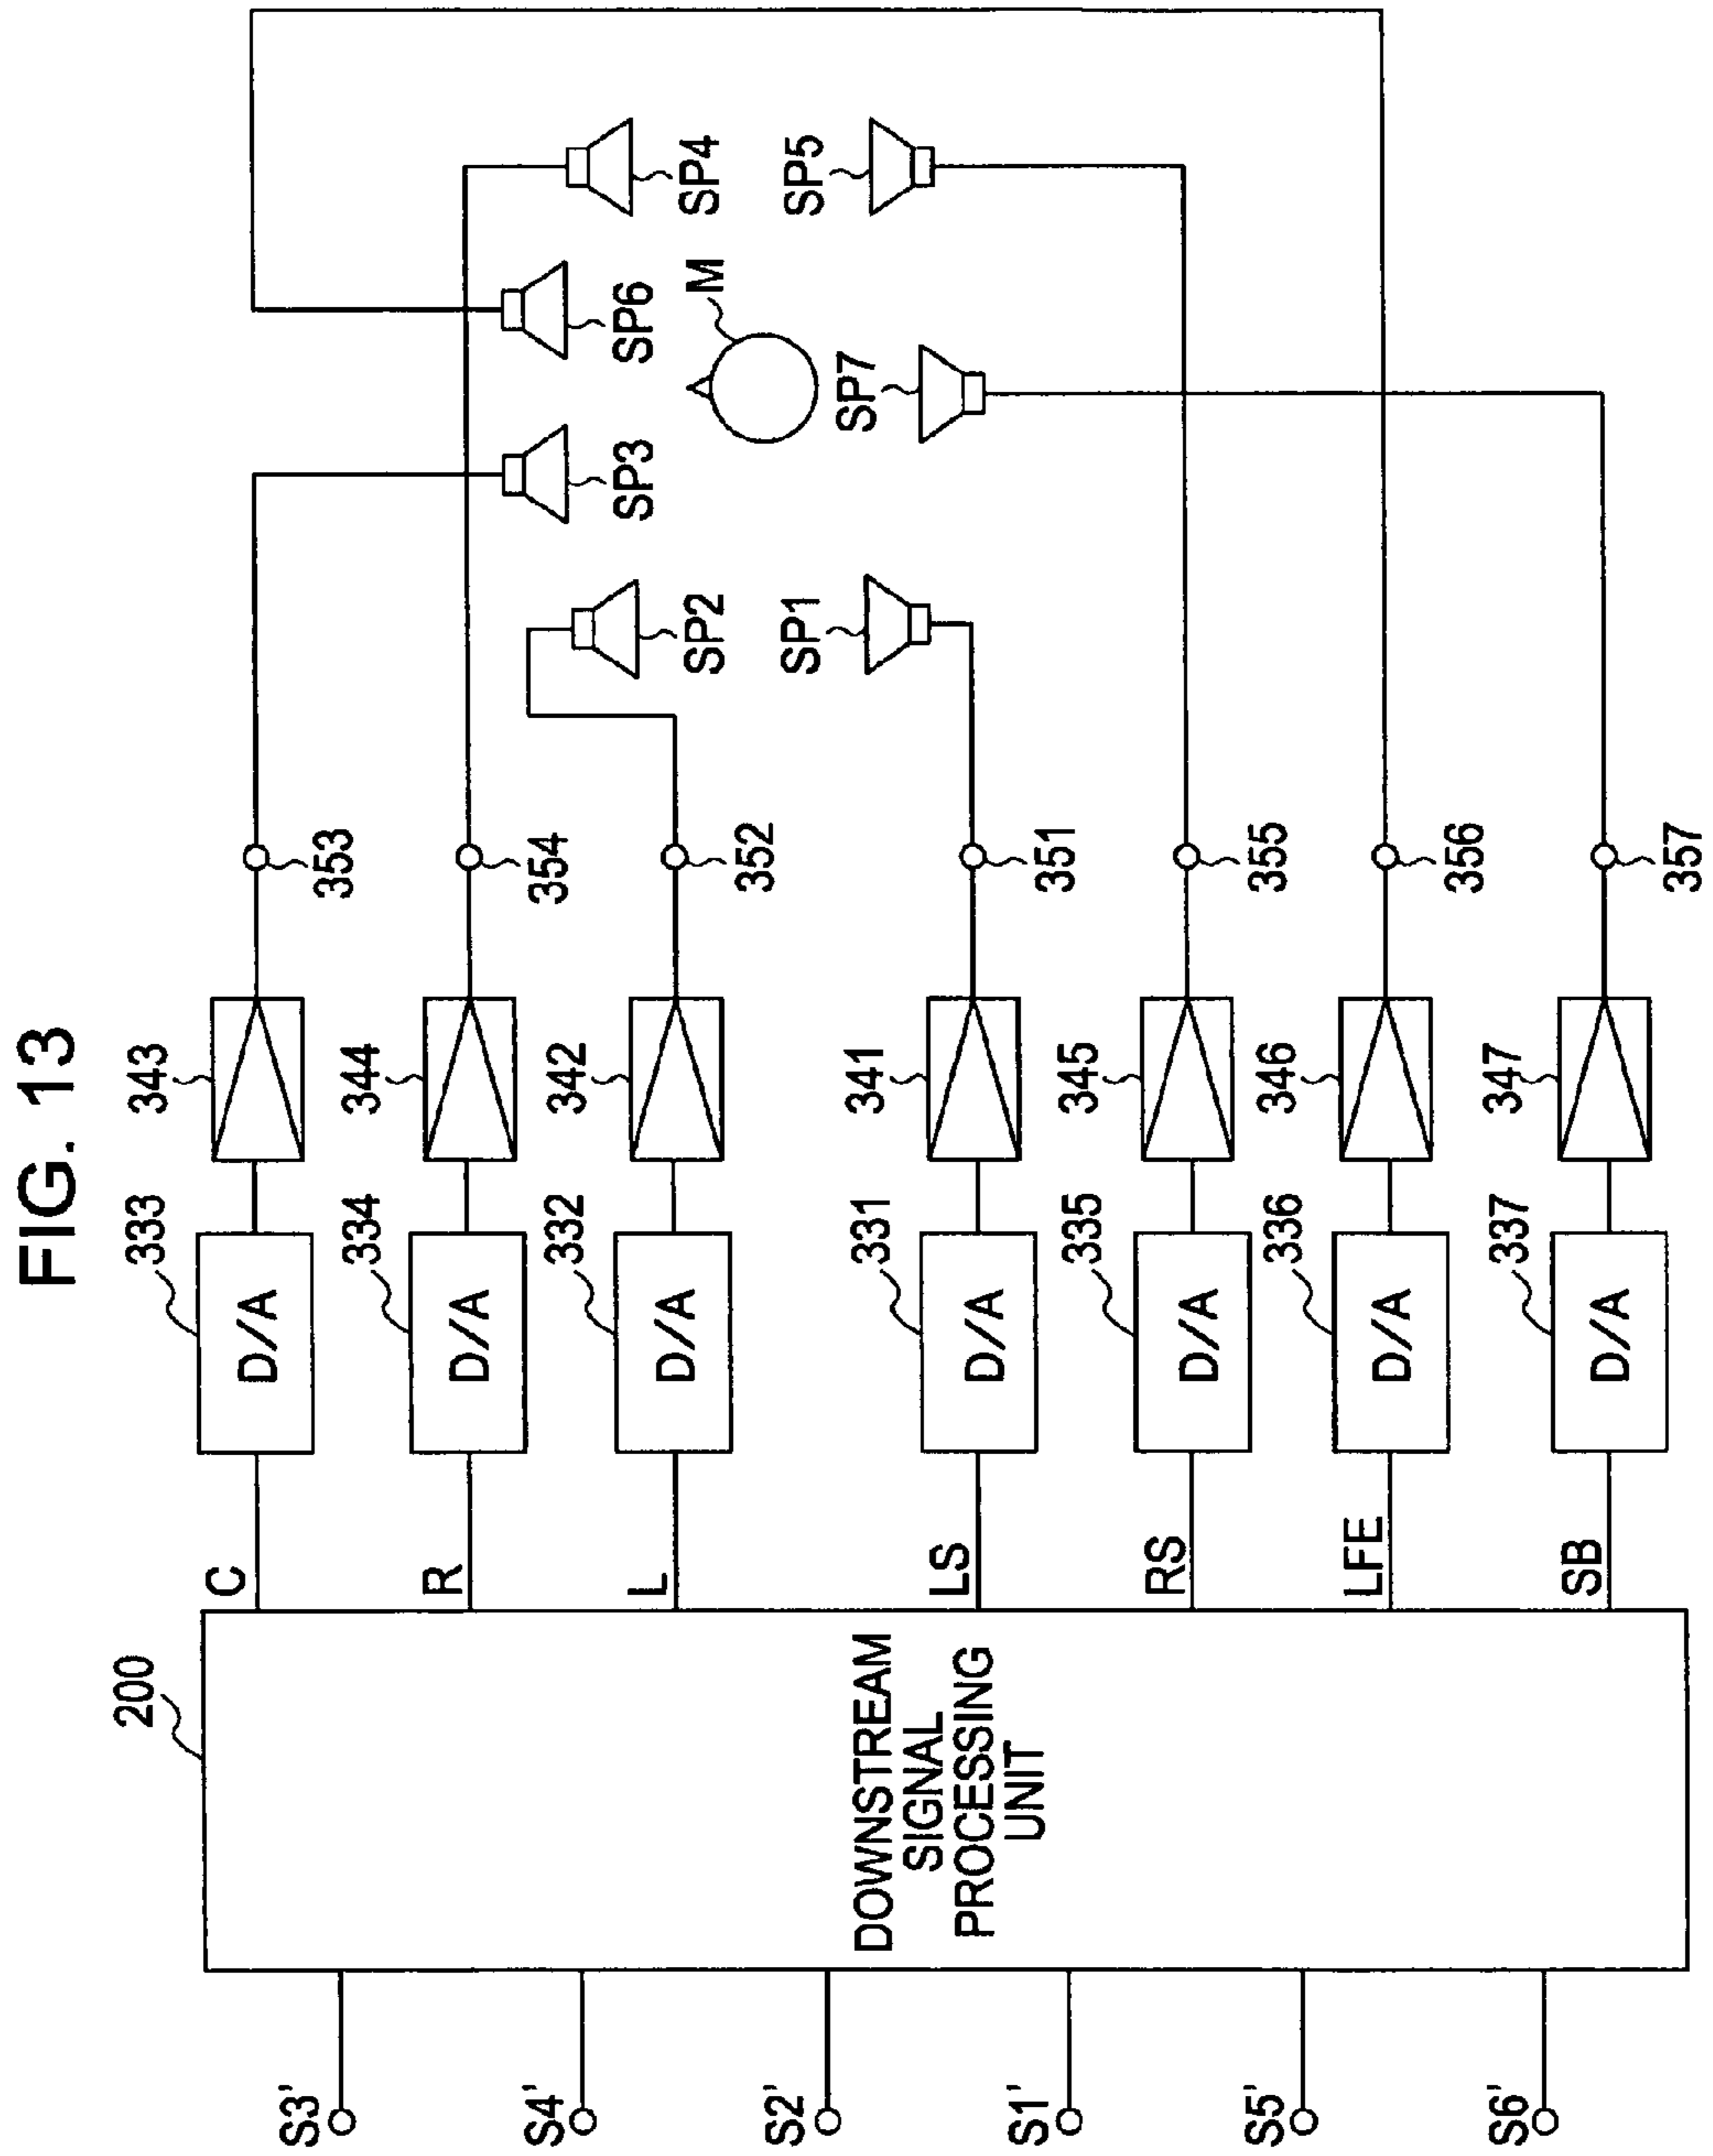 FIG. 13
200
DOWNSTREAM
SIGNAL
PROCESSING
UNIT
S3'
S4'
S2'
S1'
S5'
S6'
C
333
D/A
343
353
SP3
R
334
D/A
344
354
SP4
L
332
D/A
342
352
SP2
LS
331
D/A
341
351
SP1
RS
335
D/A
345
355
SP5
LFE
336
D/A
346
356
SP6
SB
337
D/A
347
357
SP7
M